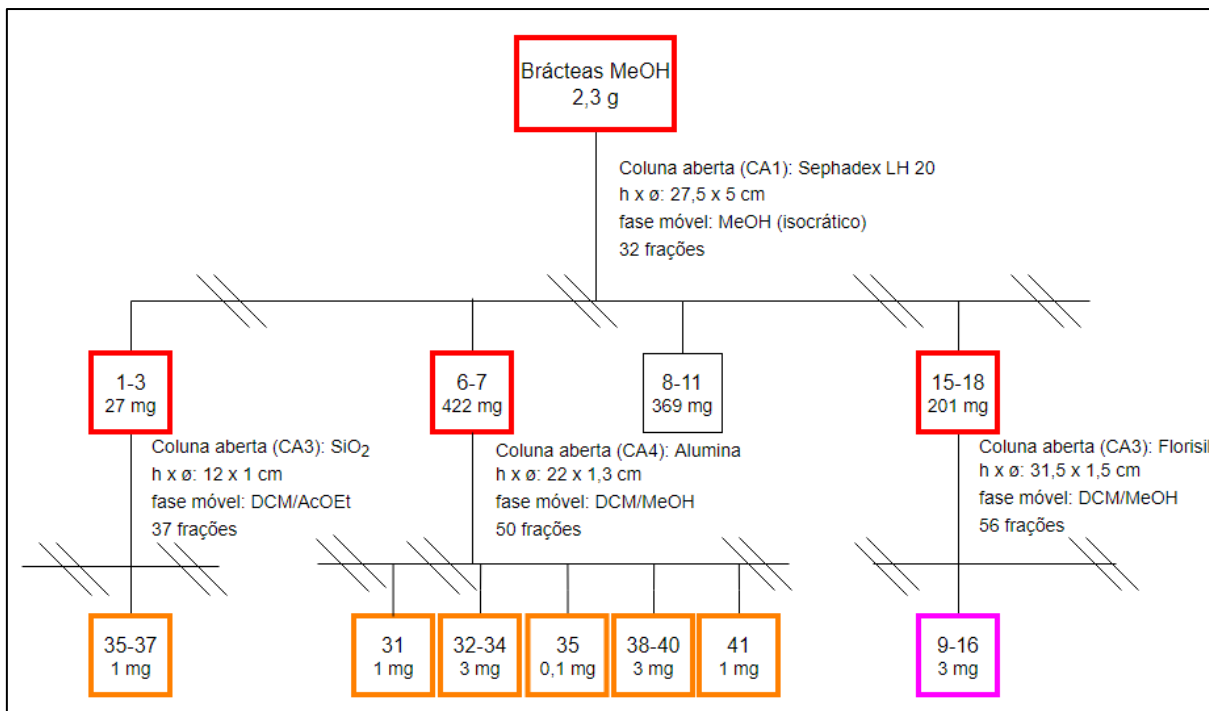 Brácteas MeOH
2,3 g
Coluna aberta (CA1): Sephadex LH 20
h x ø: 27,5 x 5 cm
fase móvel: MeOH (isocrático)
32 frações
1-3
27 mg
6-7
422 mg
8-11
369 mg
15-18
201 mg
Coluna aberta (CA3): SiO₂
h x ø: 12 x 1 cm
fase móvel: DCM/AcOEt
37 frações
Coluna aberta (CA4): Alumina
h x ø: 22 x 1,3 cm
fase móvel: DCM/MeOH
50 frações
Coluna aberta (CA3): Florisil
h x ø: 31,5 x 1,5 cm
fase móvel: DCM/MeOH
56 frações
35-37
1 mg
31
1 mg
32-34
3 mg
35
0,1 mg
38-40
3 mg
41
1 mg
9-16
3 mg